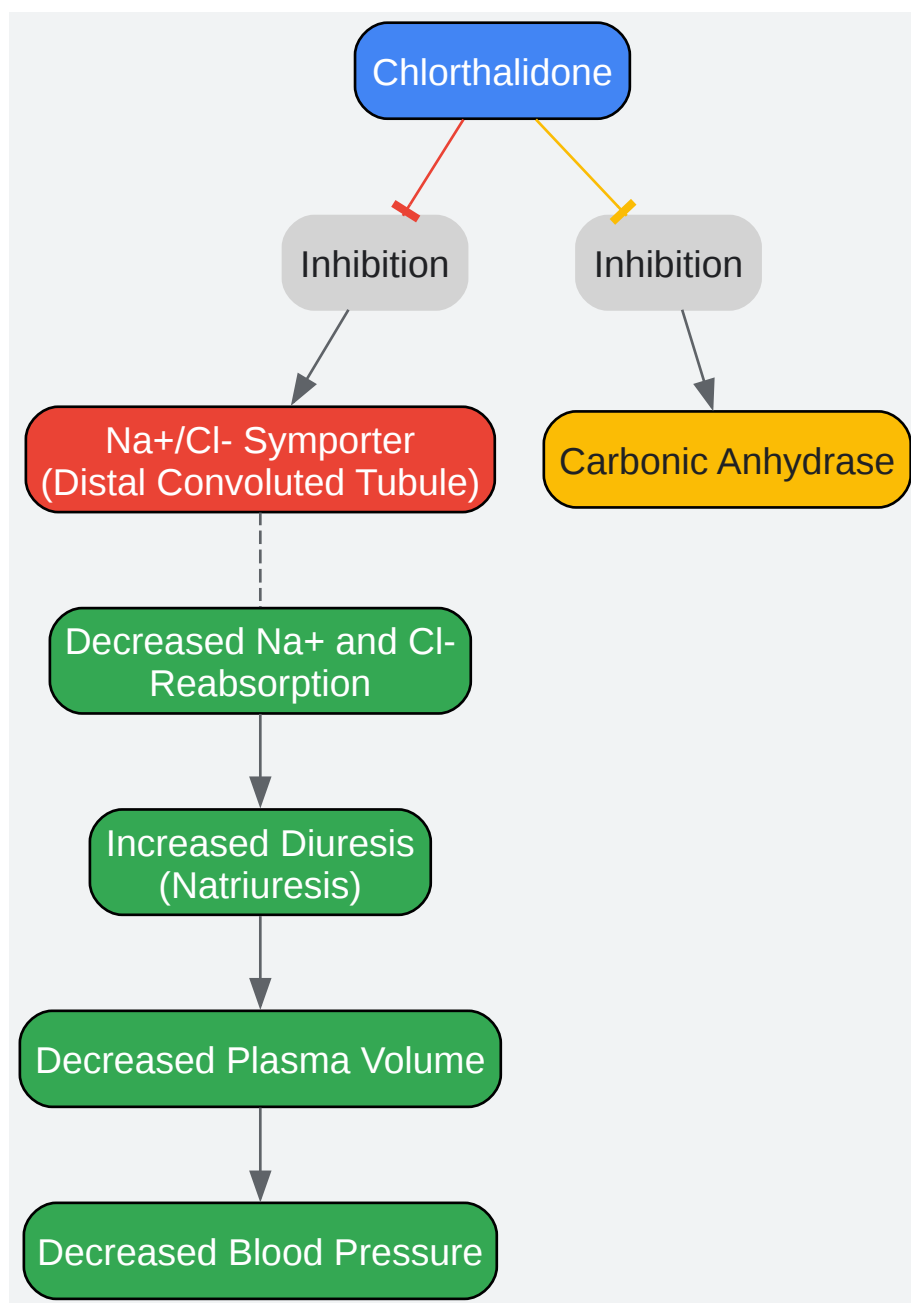 Chlorthalidone
Inhibition
Inhibition
Na+/Cl- Symporter
(Distal Convoluted Tubule)
Carbonic Anhydrase
Decreased Na+ and Cl-
Reabsorption
Increased Diuresis
(Natriuresis)
Decreased Plasma Volume
Decreased Blood Pressure